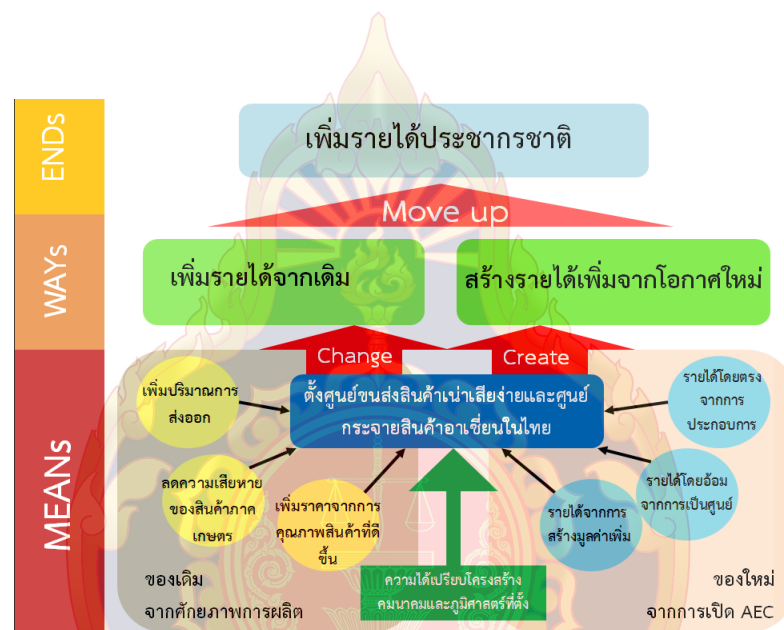 ENDs
เพิ่มรายได้ประชากรชาติ
Move up
WAYs
เพิ่มรายได้จากเดิม
สร้างรายได้เพิ่มจากโอกาศใหม่
Change
Create
MEANs
เพิ่มปริมาณการ
ส่งออก
ตั้งศูนย์ขนส่งสินค้าเน่าเสียง่ายและศูนย์
กระจายสินค้าอาเชี่ยนในไทย
รายได้โดยตรง
จากการ
ประกอบการ
ลดความเสียหาย
ของสินค้าภาค
เกษตร
เพิ่มราคาจากการ
คุณภาพสินค้าที่ดี
ขึ้น
รายได้จากการ
สร้างมูลค่าเพิ่ม
รายได้โดยอ้อม
จากการเป็นศูนย์
ความได้เปรียบโครงสร้าง
คมนาคมและภูมิศาสตร์ที่ตั้ง
ของเดิม
จากศักยภาพการผลิต
ของใหม่
จากการเปิด AEC